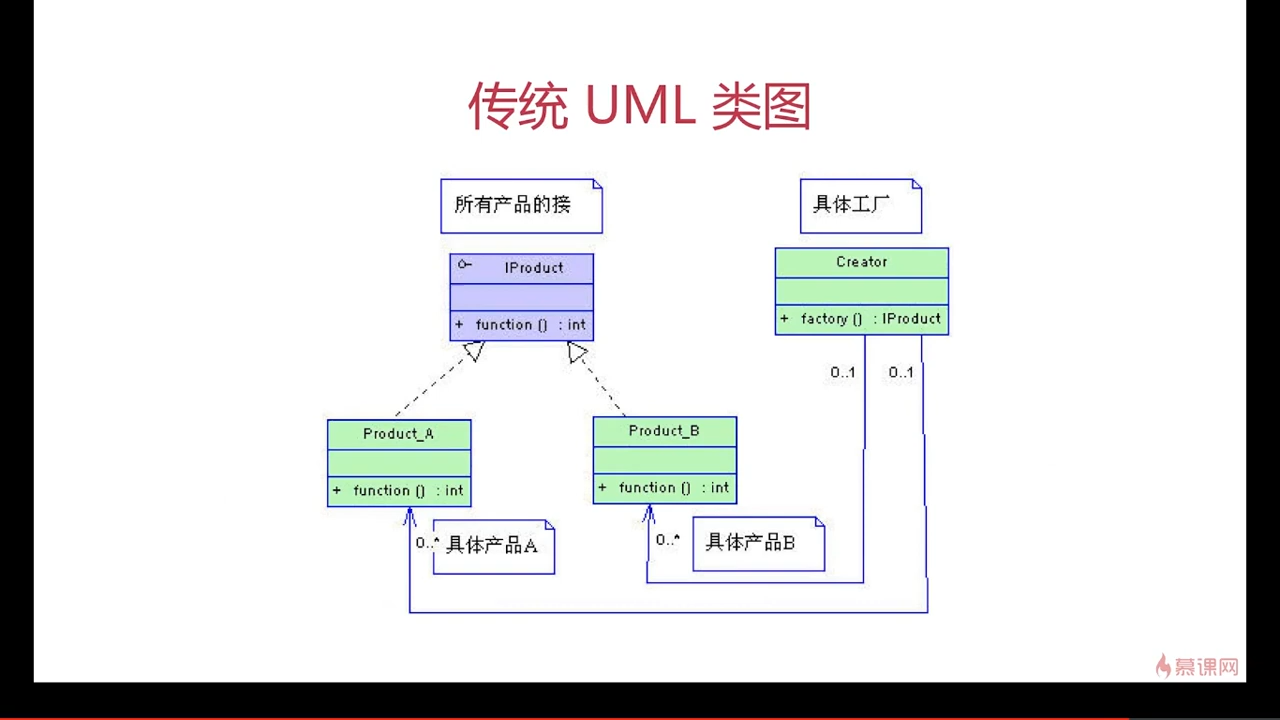 传统 UML 类图
所有产品的接
具体工厂
IProduct
+ function () : int
Creator
+ factory () : IProduct
0..1
0..1
Product_A
+ function () : int
Product_B
+ function () : int
0..*
具体产品A
0..*
具体产品B
慕课网